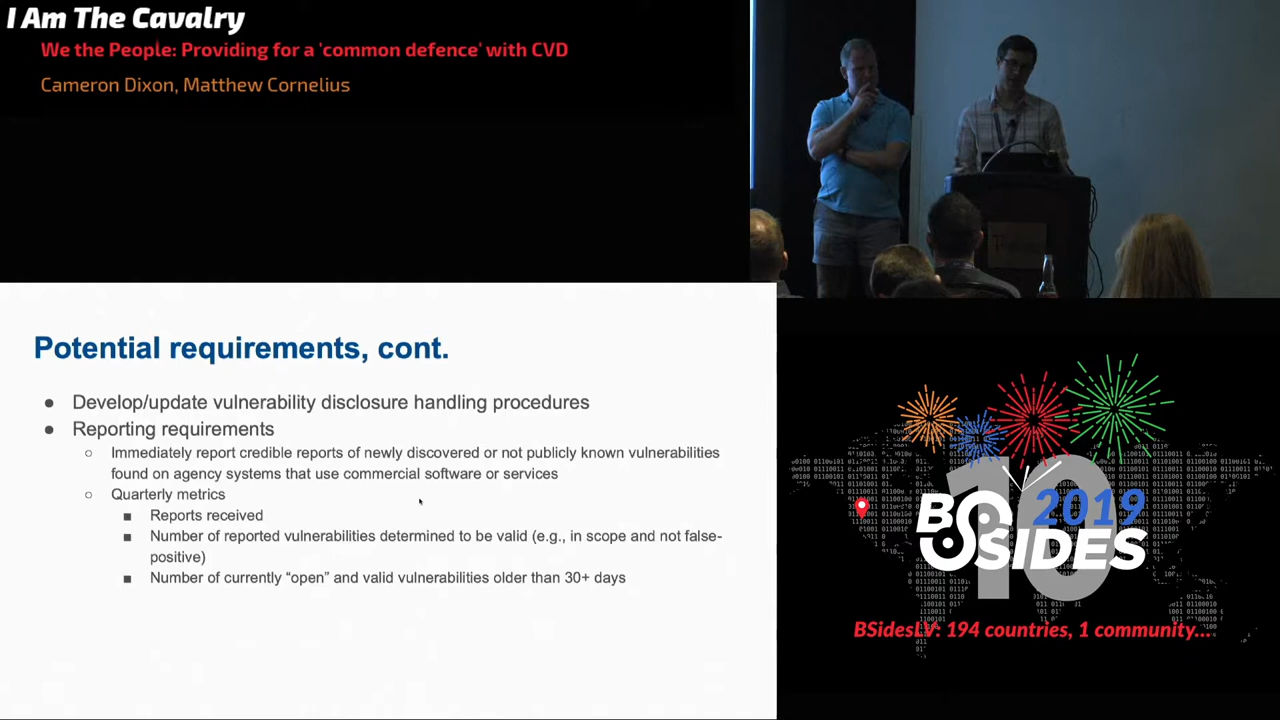 I Am The Cavalry
We the People: Providing for a 'common defence' with CVD
Cameron Dixon, Matthew Cornelius
Potential requirements, cont.
● Develop/update vulnerability disclosure handling procedures
● Reporting requirements
○ Immediately report credible reports of newly discovered or not publicly known vulnerabilities
found on agency systems that use commercial software or services
○ Quarterly metrics
■ Reports received
■ Number of reported vulnerabilities determined to be valid (e.g., in scope and not false-
positive)
■ Number of currently “open” and valid vulnerabilities older than 30+ days
10
2019
BSIDES
BSidesLV: 194 countries, 1 community...